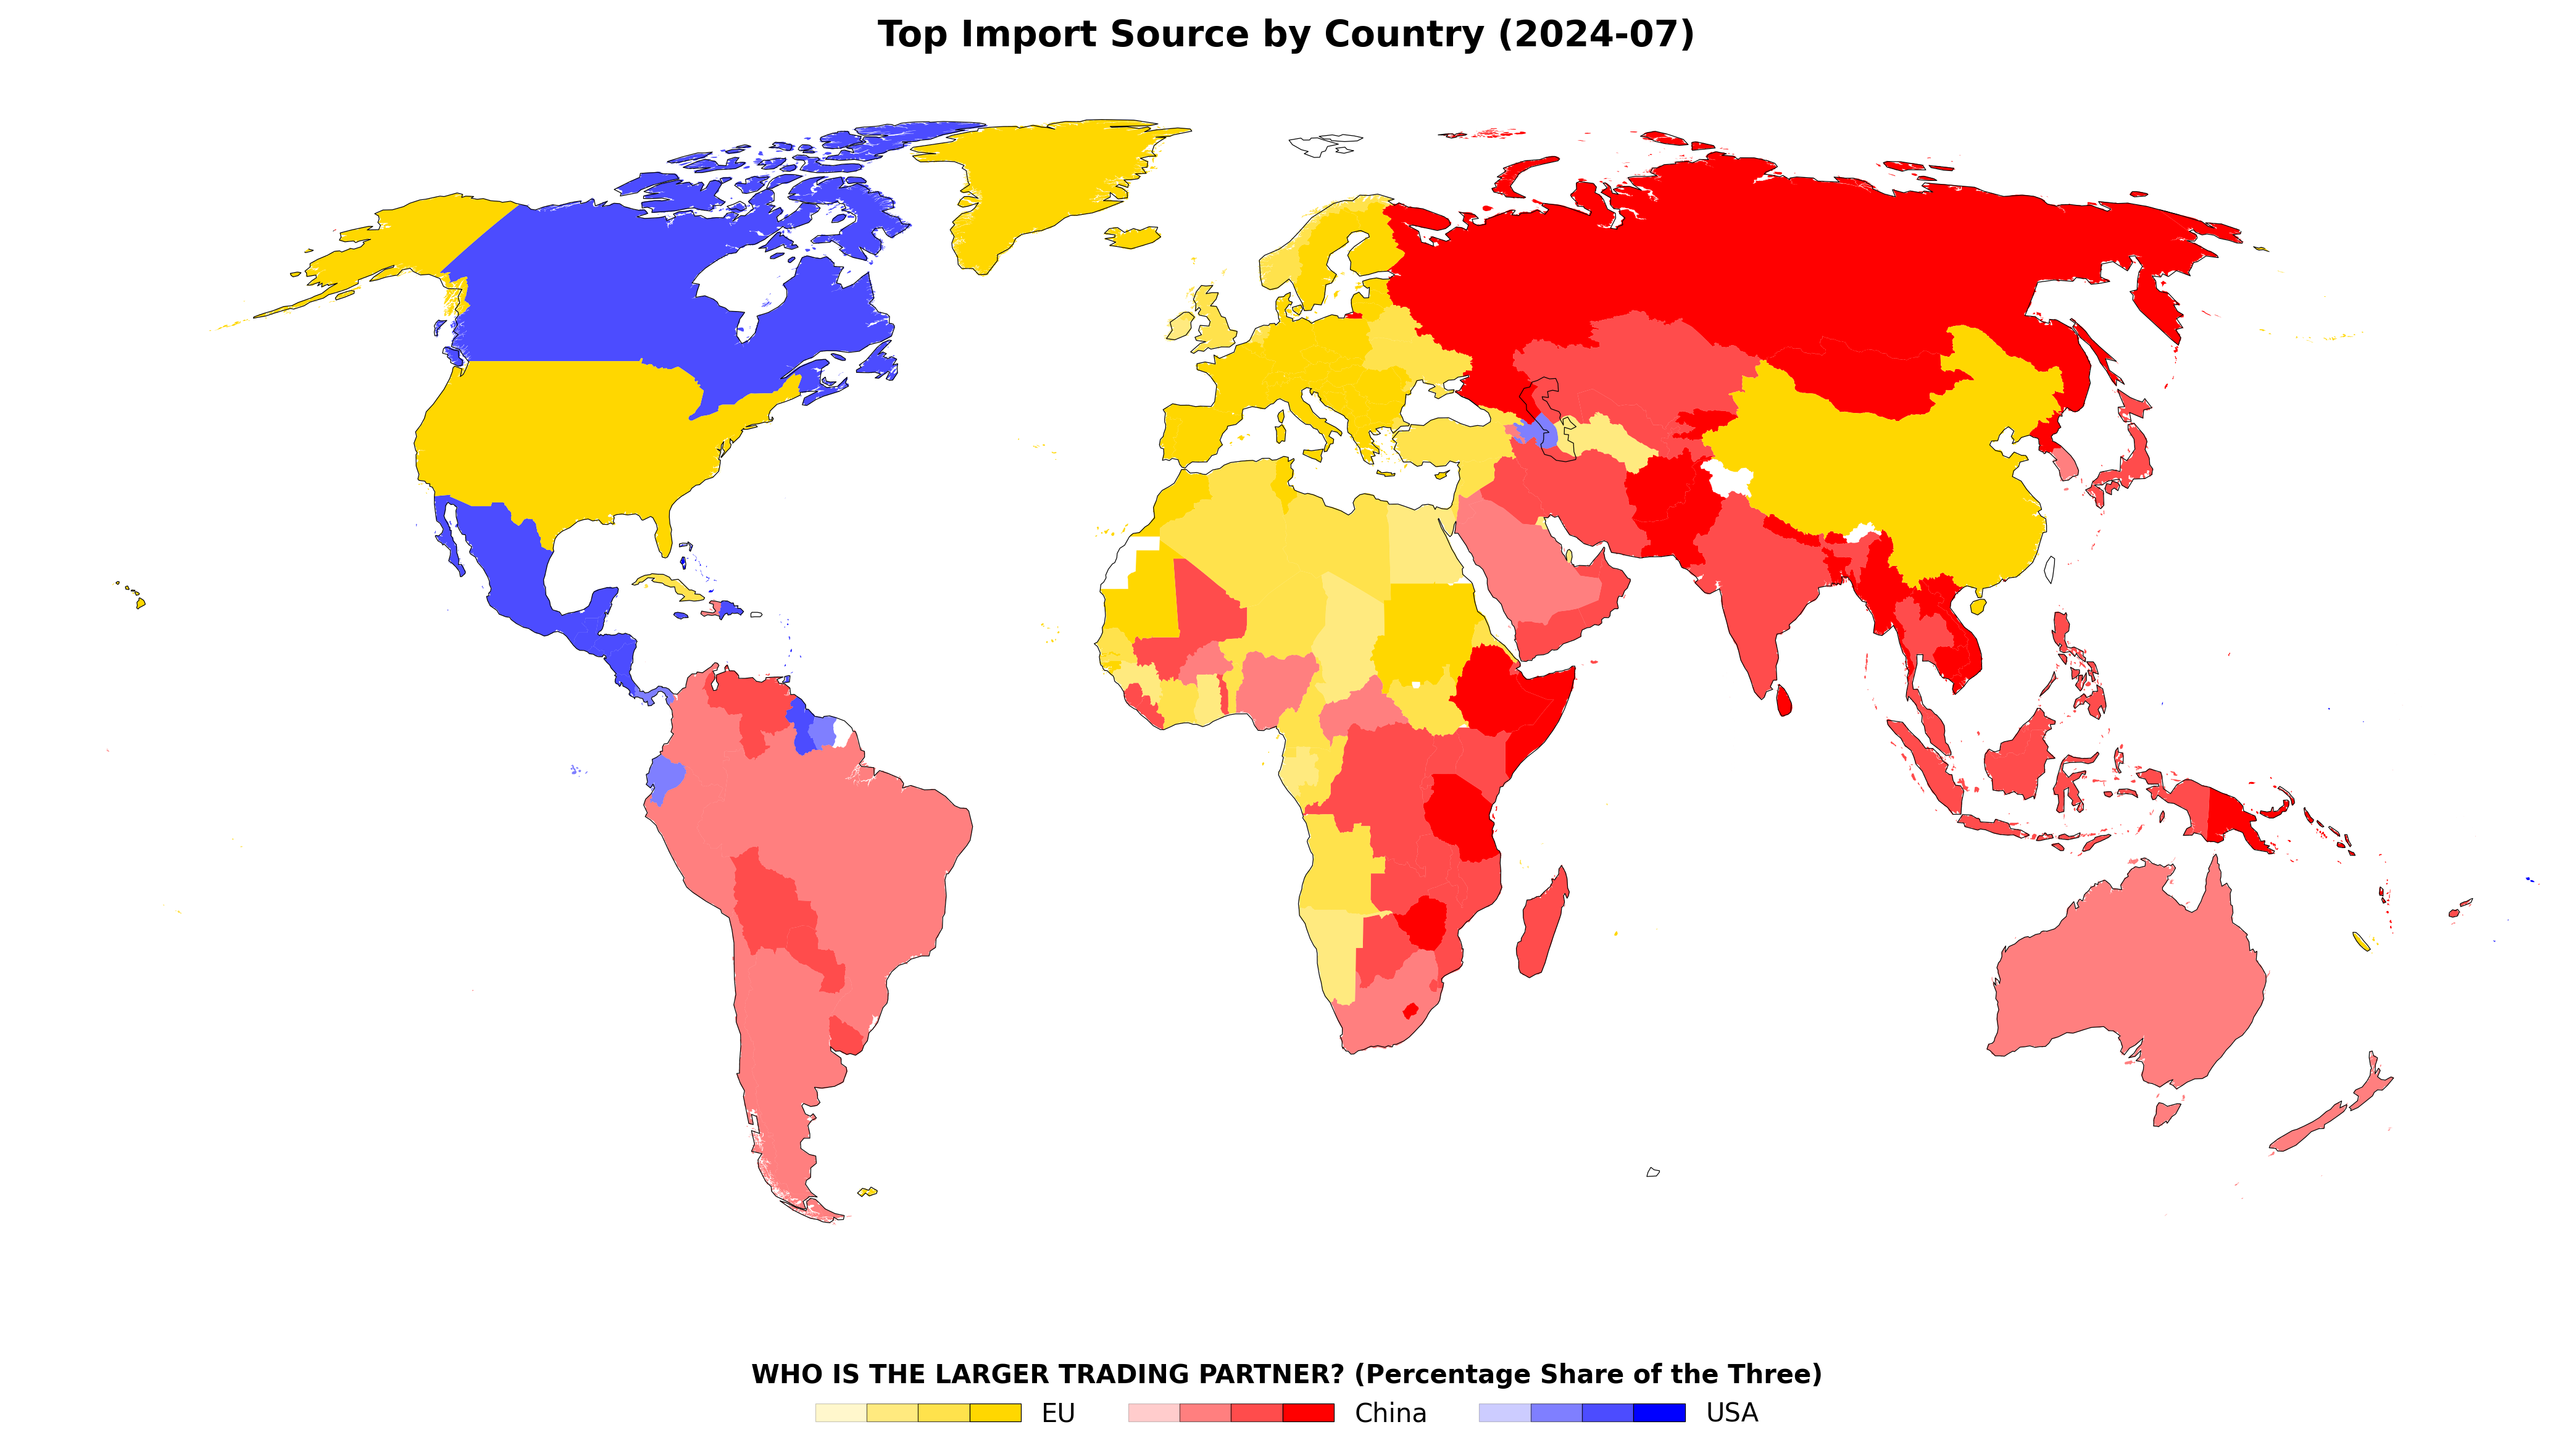 Top Import Source by Country (2024-07)
WHO IS THE LARGER TRADING PARTNER? (Percentage Share of the Three)
EU China USA